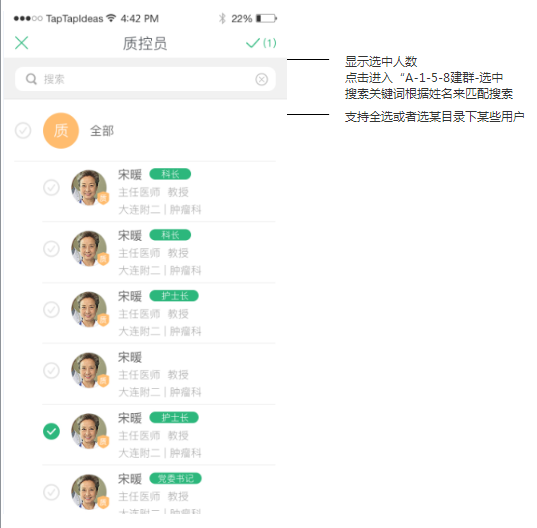 TapTapIdeas 4:42 PM 22%
质控员 (1)
搜索
质 全部
宋暖 科长
主任医师 教授
大连附二 | 肿瘤科
质
宋暖 科长
主任医师 教授
大连附二 | 肿瘤科
质
宋暖 护士长
主任医师 教授
大连附二 | 肿瘤科
质
宋暖
主任医师 教授
大连附二 | 肿瘤科
质
宋暖 护士长
主任医师 教授
大连附二 | 肿瘤科
质
宋暖 党委书记
主任医师 教授
大连附二 | 肿瘤科
质
显示选中人数
点击进入“A-1-5-8建群-选中
搜索关键词根据姓名来匹配搜索
支持全选或者选某目录下某些用户